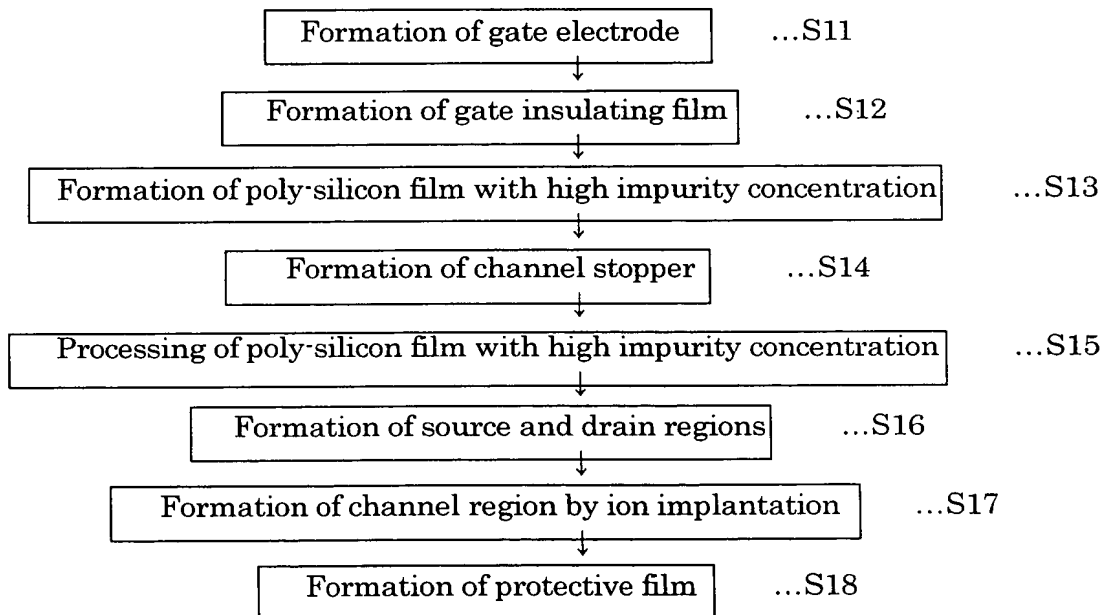 Formation of gate electrode ...S11
↓
Formation of gate insulating film ...S12
↓
Formation of poly-silicon film with high impurity concentration ...S13
↓
Formation of channel stopper ...S14
↓
Processing of poly-silicon film with high impurity concentration ...S15
↓
Formation of source and drain regions ...S16
↓
Formation of channel region by ion implantation ...S17
↓
Formation of protective film ...S18